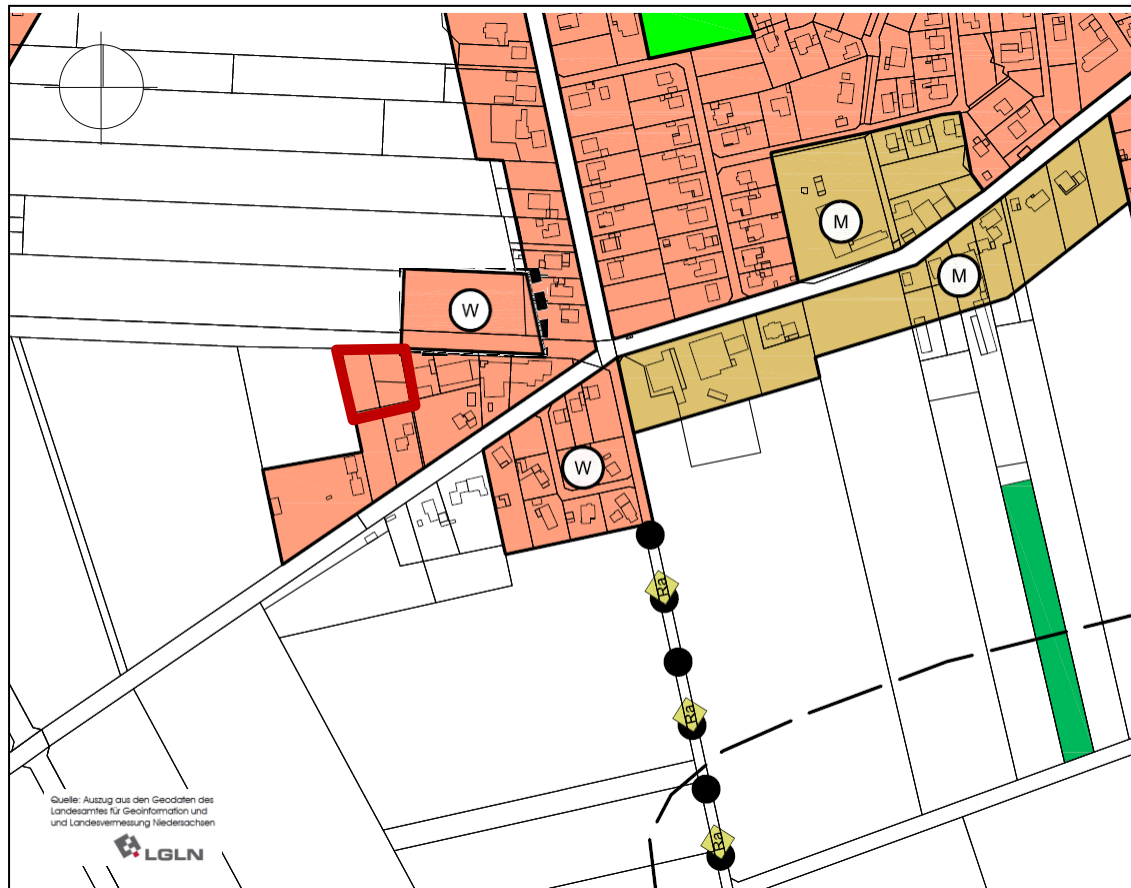 M
M
W
W
Ra
Ra
Ra
Quelle: Auszug aus den Geodaten des
Landesamtes für Geoinformation und
und Landesvermessung Niedersachsen
LGLN